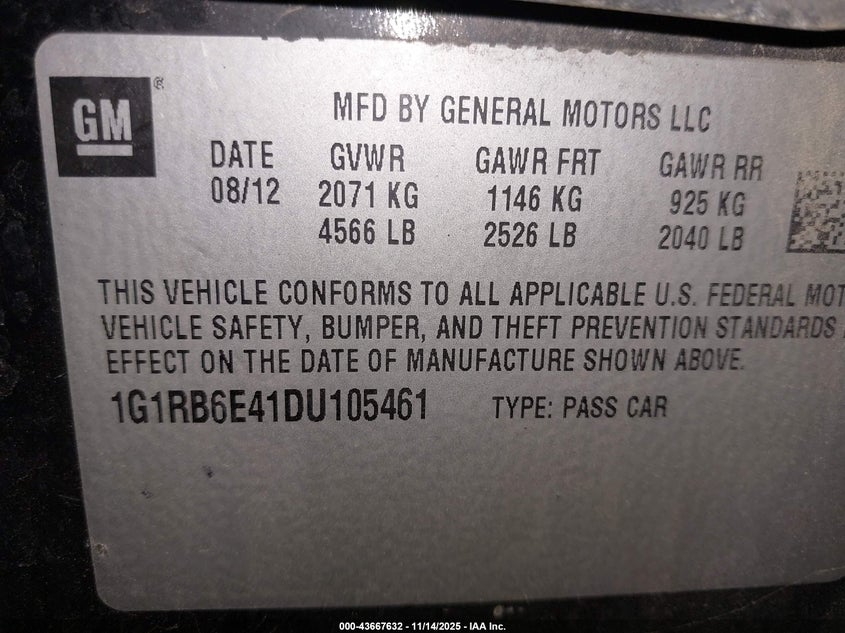 GM ®
MFD BY GENERAL MOTORS LLC
DATE GVWR GAWR FRT GAWR RR
08/12 2071 KG 1146 KG 925 KG
4566 LB 2526 LB 2040 LB
THIS VEHICLE CONFORMS TO ALL APPLICABLE U.S. FEDERAL MOT
VEHICLE SAFETY, BUMPER, AND THEFT PREVENTION STANDARDS
EFFECT ON THE DATE OF MANUFACTURE SHOWN ABOVE.
1G1RB6E41DU105461 TYPE: PASS CAR
000-43667632 - 11/14/2025 - IAA Inc.